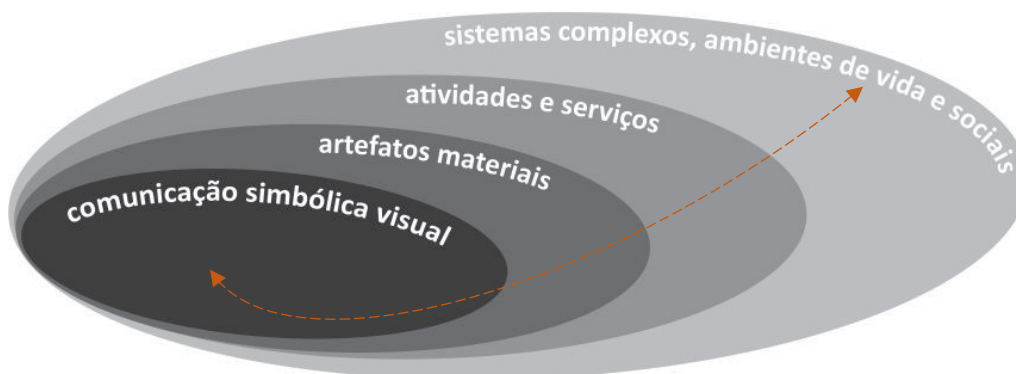 sistemas complexos, ambientes de vida e sociais
atividades e serviços
artefatos materiais
comunicação simbólica visual